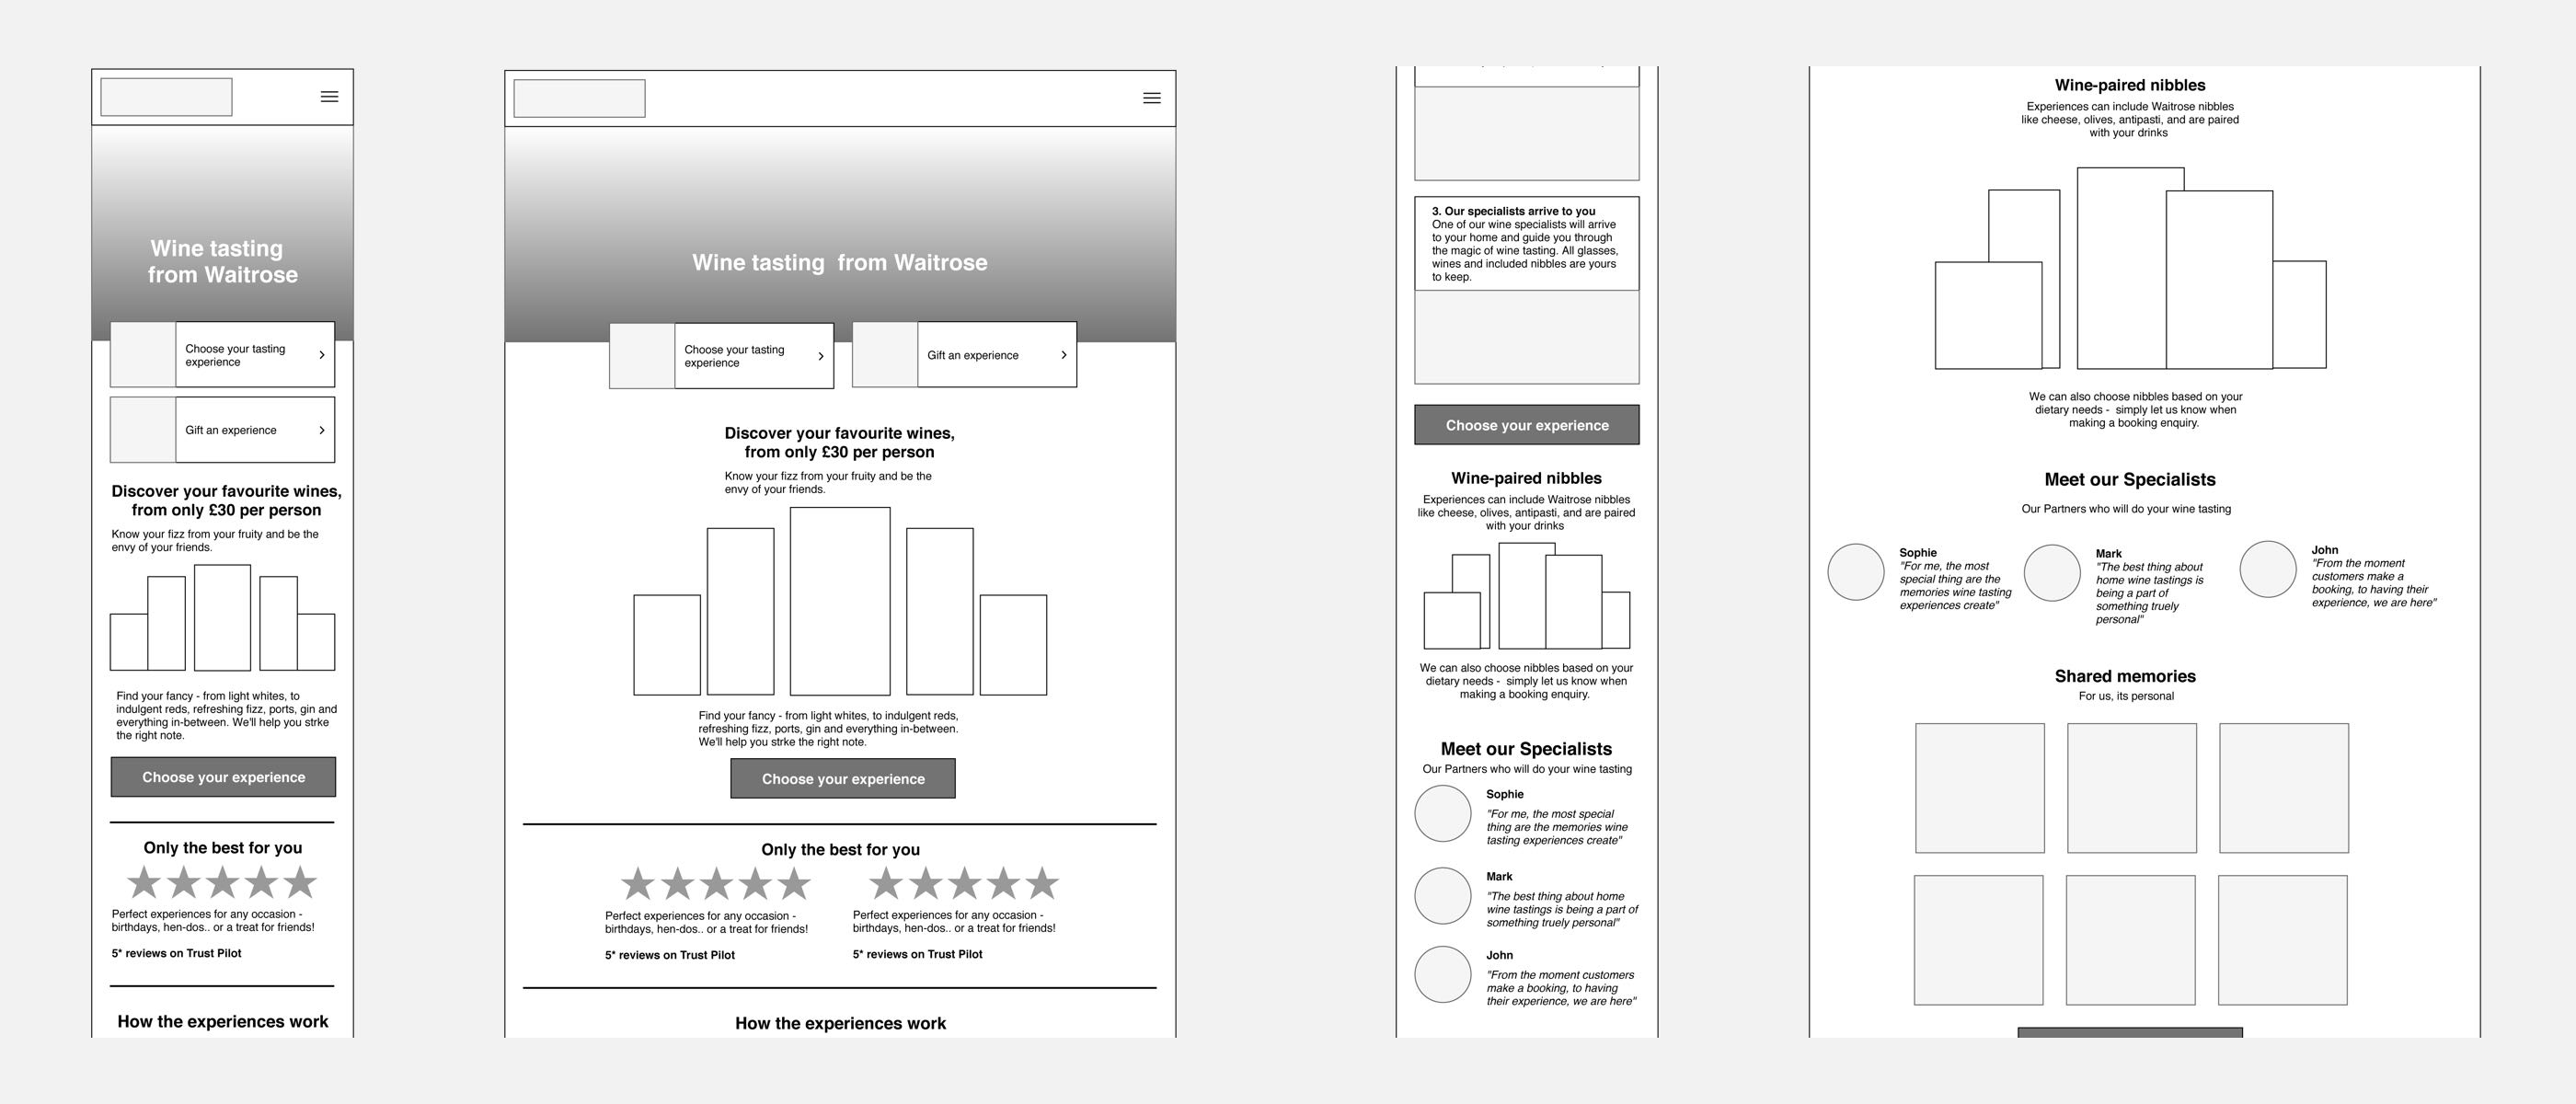 Wine tasting
from Waitrose
Choose your tasting
experience
Gift an experience
Discover your favourite wines,
from only £30 per person
Know your fizz from your fruity and be the
envy of your friends.
Find your fancy - from light whites, to
indulgent reds, refreshing fizz, ports, gin and
everything in-between. We'll help you strke
the right note.
Choose your experience
Only the best for you
Perfect experiences for any occasion -
birthdays, hen-dos.. or a treat for friends!
5* reviews on Trust Pilot
How the experiences work
Wine tasting  from Waitrose
Choose your tasting
experience
Gift an experience
Discover your favourite wines,
from only £30 per person
Know your fizz from your fruity and be the
envy of your friends.
Find your fancy - from light whites, to indulgent reds,
refreshing fizz, ports, gin and everything in-between.
We'll help you strke the right note.
Choose your experience
Only the best for you
Perfect experiences for any occasion -
birthdays, hen-dos.. or a treat for friends!
5* reviews on Trust Pilot
Perfect experiences for any occasion -
birthdays, hen-dos.. or a treat for friends!
5* reviews on Trust Pilot
How the experiences work
3. Our specialists arrive to you
One of our wine specialists will arrive
to your home and guide you through
the magic of wine tasting. All glasses,
wines and included nibbles are yours
to keep.
Choose your experience
Wine-paired nibbles
Experiences can include Waitrose nibbles
like cheese, olives, antipasti, and are paired
with your drinks
We can also choose nibbles based on your
dietary needs -  simply let us know when
making a booking enquiry.
Meet our Specialists
Our Partners who will do your wine tasting
Sophie
"For me, the most special
thing are the memories wine
tasting experiences create"
Mark
"The best thing about home
wine tastings is being a part of
something truely personal"
John
"From the moment customers
make a booking, to having
their experience, we are here"
Wine-paired nibbles
Experiences can include Waitrose nibbles
like cheese, olives, antipasti, and are paired
with your drinks
We can also choose nibbles based on your
dietary needs -  simply let us know when
making a booking enquiry.
Meet our Specialists
Our Partners who will do your wine tasting
Sophie
"For me, the most
special thing are the
memories wine tasting
experiences create"
Mark
"The best thing about
home wine tastings is
being a part of
something truely
personal"
John
"From the moment
customers make a
booking, to having their
experience, we are here"
Shared memories
For us, its personal